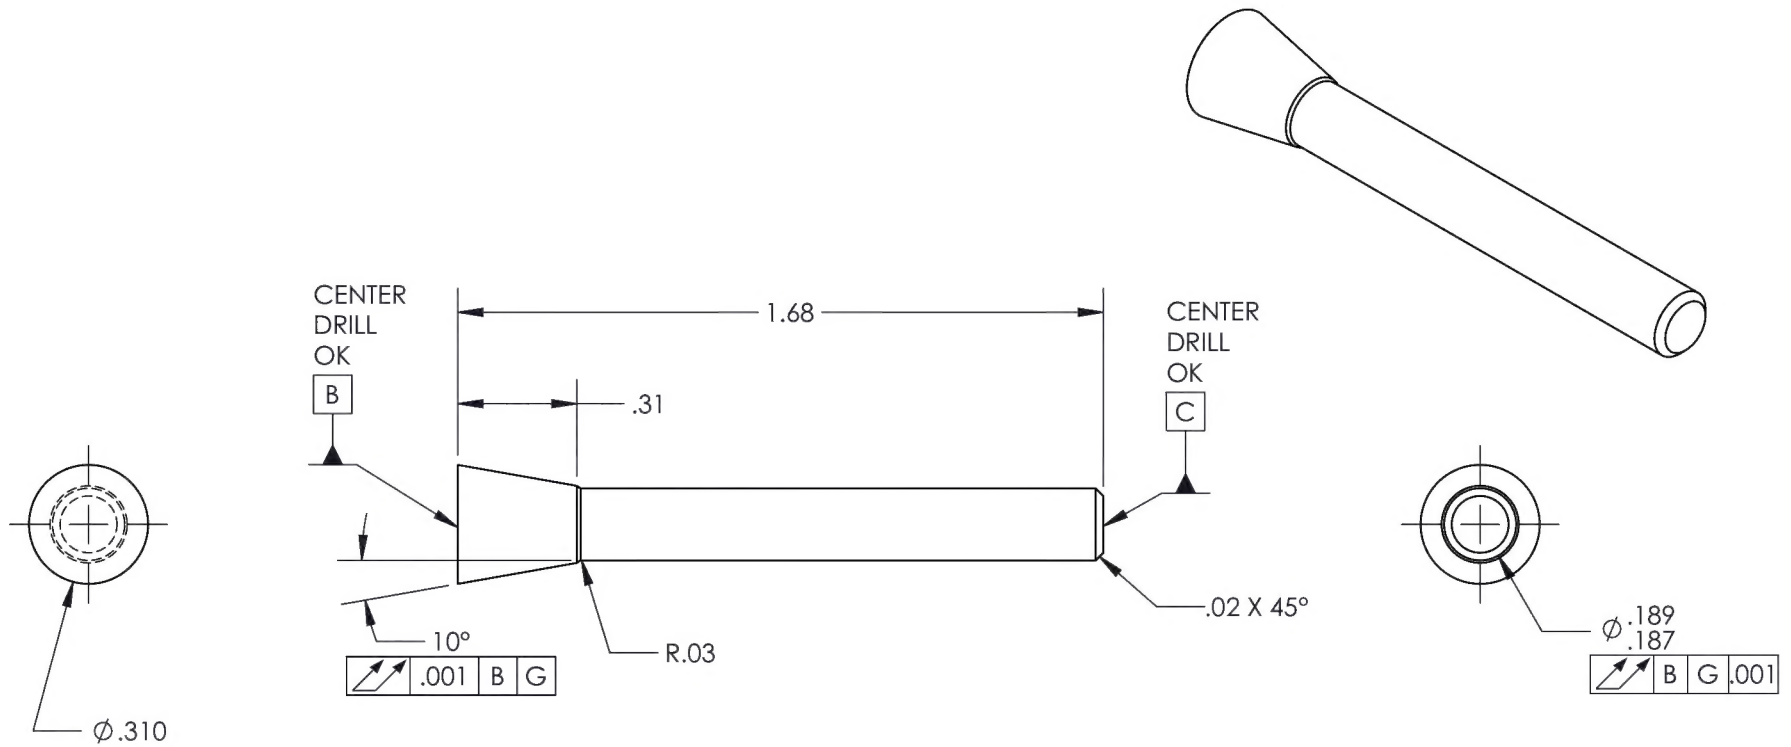 CENTER
DRILL
OK
B
1.68
CENTER
DRILL
OK
C
.31
10°
.001 B G
R.03
.02 X 45°
Ø .189
.187
B G .001
Ø.310